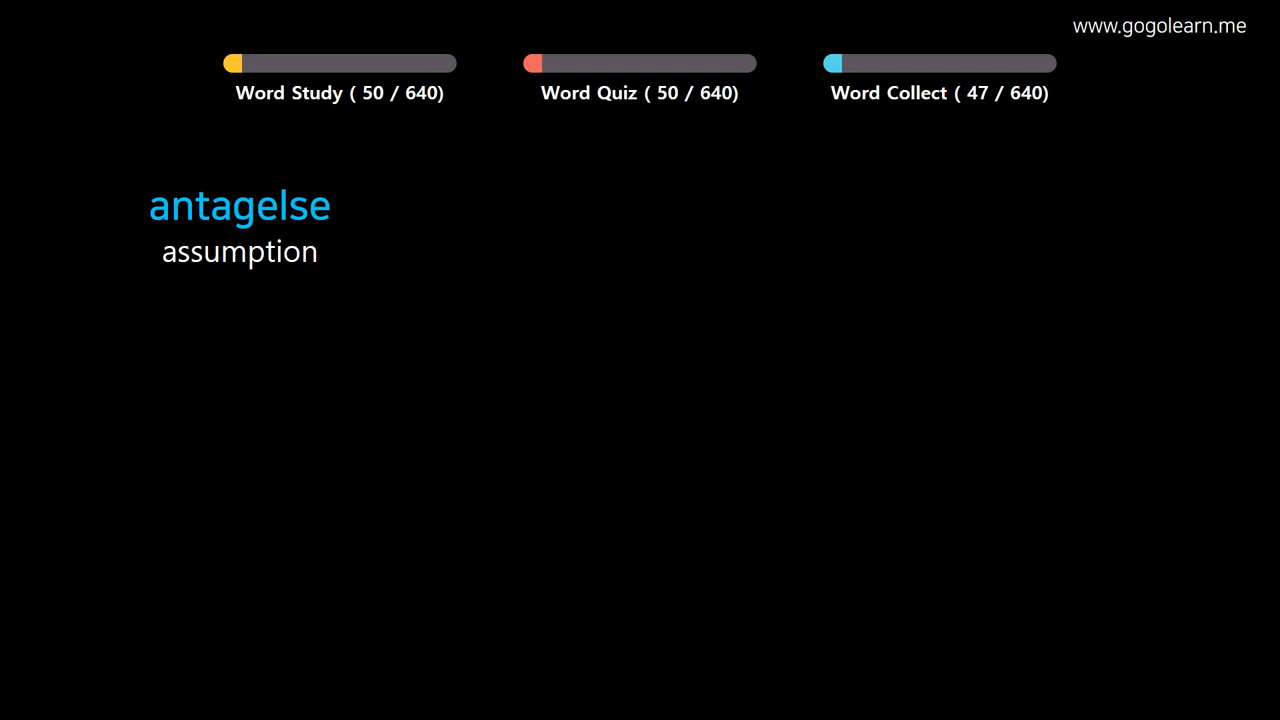 www.gogolearn.me
Word Study ( 50 / 640)
Word Quiz ( 50 / 640)
Word Collect ( 47 / 640)
antagelse
assumption